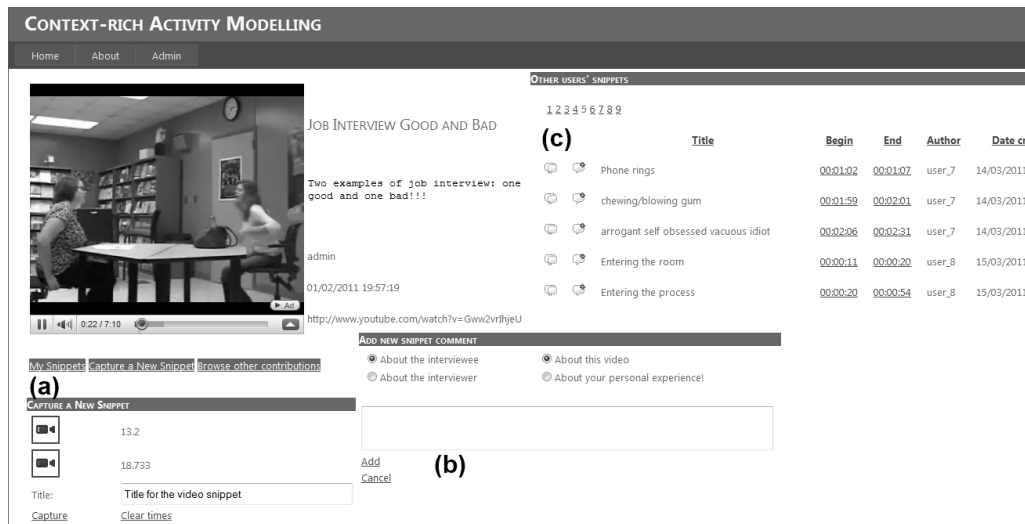 CONTEXT-RICH ACTIVITY MODELLING
Home About Admin
JOB INTERVIEW GOOD AND BAD
Two examples of job interview: one
good and one bad!!!
admin
01/02/2011 19:57:19
http://www.youtube.com/watch?v=Gww2vrIhjeU
Ad
0:22 / 7:10
OTHER USERS' SNIPPETS
1 2 3 4 5 6 7 8 9
(c)
Title Begin End Author Date cr
Phone rings 00:01:02 00:01:07 user_7 14/03/2011
chewing/blowing gum 00:01:59 00:02:01 user_7 14/03/2011
arrogant self obsessed vacuous idiot 00:02:06 00:02:31 user_7 14/03/2011
Entering the room 00:00:11 00:00:20 user_8 15/03/2011
Entering the process 00:00:20 00:00:54 user_8 15/03/2011
My Snippets Capture a New Snippet Browse other contributions
(a)
CAPTURE A NEW SNIPPET
13.2
18.733
Title: Title for the video snippet
Capture Clear times
ADD NEW SNIPPET COMMENT
About the interviewee About this video
About the interviewer About your personal experience!
Add
Cancel
(b)